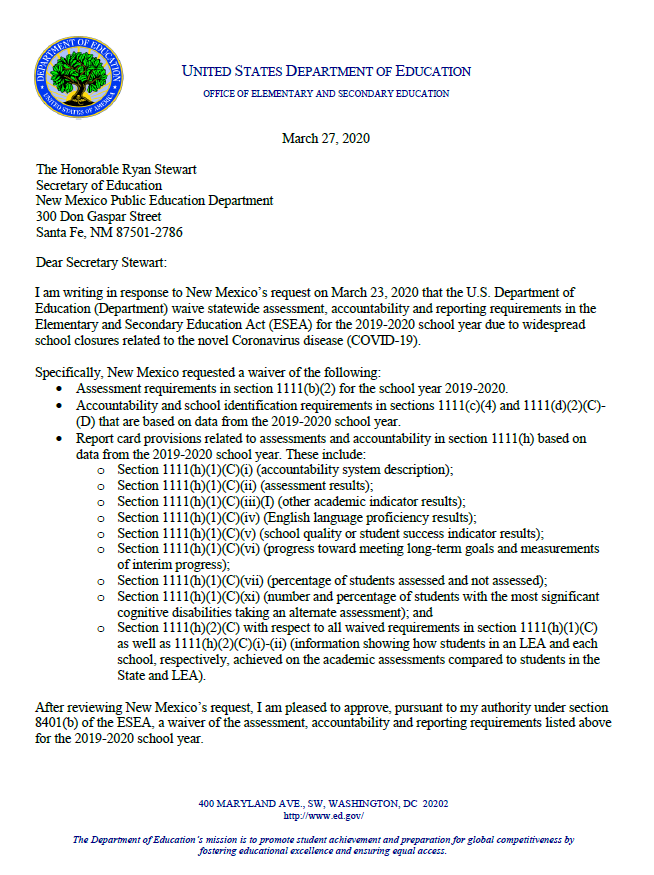 DEPARTMENT OF EDUCATION
UNITED STATES OF AMERICA
UNITED STATES DEPARTMENT OF EDUCATION
OFFICE OF ELEMENTARY AND SECONDARY EDUCATION
March 27, 2020
The Honorable Ryan Stewart
Secretary of Education
New Mexico Public Education Department
300 Don Gaspar Street
Santa Fe, NM 87501-2786
Dear Secretary Stewart:
I am writing in response to New Mexico’s request on March 23, 2020 that the U.S. Department of
Education (Department) waive statewide assessment, accountability and reporting requirements in the
Elementary and Secondary Education Act (ESEA) for the 2019-2020 school year due to widespread
school closures related to the novel Coronavirus disease (COVID-19).
Specifically, New Mexico requested a waiver of the following:
• Assessment requirements in section 1111(b)(2) for the school year 2019-2020.
• Accountability and school identification requirements in sections 1111(c)(4) and 1111(d)(2)(C)-
(D) that are based on data from the 2019-2020 school year.
• Report card provisions related to assessments and accountability in section 1111(h) based on
data from the 2019-2020 school year. These include:
o Section 1111(h)(1)(C)(i) (accountability system description);
o Section 1111(h)(1)(C)(ii) (assessment results);
o Section 1111(h)(1)(C)(iii)(I) (other academic indicator results);
o Section 1111(h)(1)(C)(iv) (English language proficiency results);
o Section 1111(h)(1)(C)(v) (school quality or student success indicator results);
o Section 1111(h)(1)(C)(vi) (progress toward meeting long-term goals and measurements
of interim progress);
o Section 1111(h)(1)(C)(vii) (percentage of students assessed and not assessed);
o Section 1111(h)(1)(C)(xi) (number and percentage of students with the most significant
cognitive disabilities taking an alternate assessment); and
o Section 1111(h)(2)(C) with respect to all waived requirements in section 1111(h)(1)(C)
as well as 1111(h)(2)(C)(i)-(ii) (information showing how students in an LEA and each
school, respectively, achieved on the academic assessments compared to students in the
State and LEA).
After reviewing New Mexico’s request, I am pleased to approve, pursuant to my authority under section
8401(b) of the ESEA, a waiver of the assessment, accountability and reporting requirements listed above
for the 2019-2020 school year.
400 MARYLAND AVE., SW, WASHINGTON, DC 20202
http://www.ed.gov/
The Department of Education’s mission is to promote student achievement and preparation for global competitiveness by
fostering educational excellence and ensuring equal access.